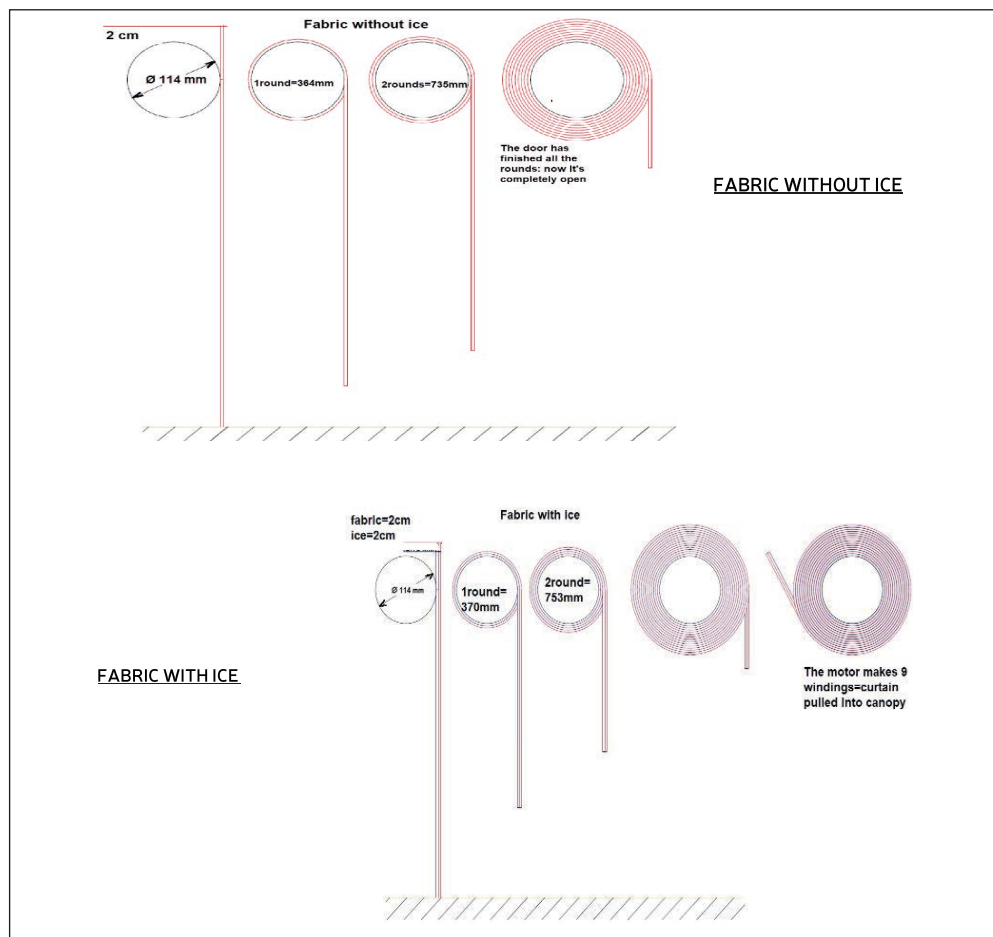 Fabric without ice
2 cm
Ø 114 mm
1round=364mm
2rounds=735mm
The door has
finished all the
rounds: now It's
completely open
FABRIC WITHOUT ICE
fabric=2cm
ice=2cm
Fabric with ice
Ø 114 mm
1round=
370mm
2round=
753mm
FABRIC WITH ICE
The motor makes 9
windings=curtain
pulled Into canopy